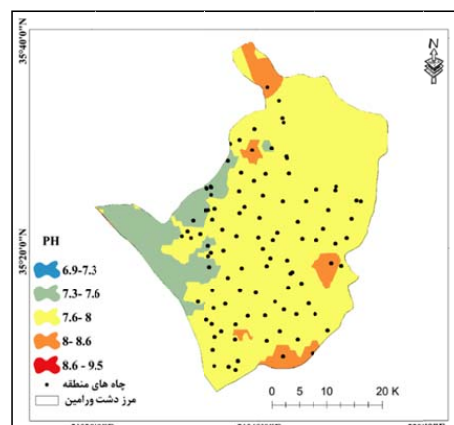 35°40'0"N
N
35°20'0"N
PH
6.9-7.3
7.3- 7.6
7.6- 8
8- 8.6
8.6 - 9.5
چاه های منطقه
مرز دشت ورامین
0 5 10 20 K